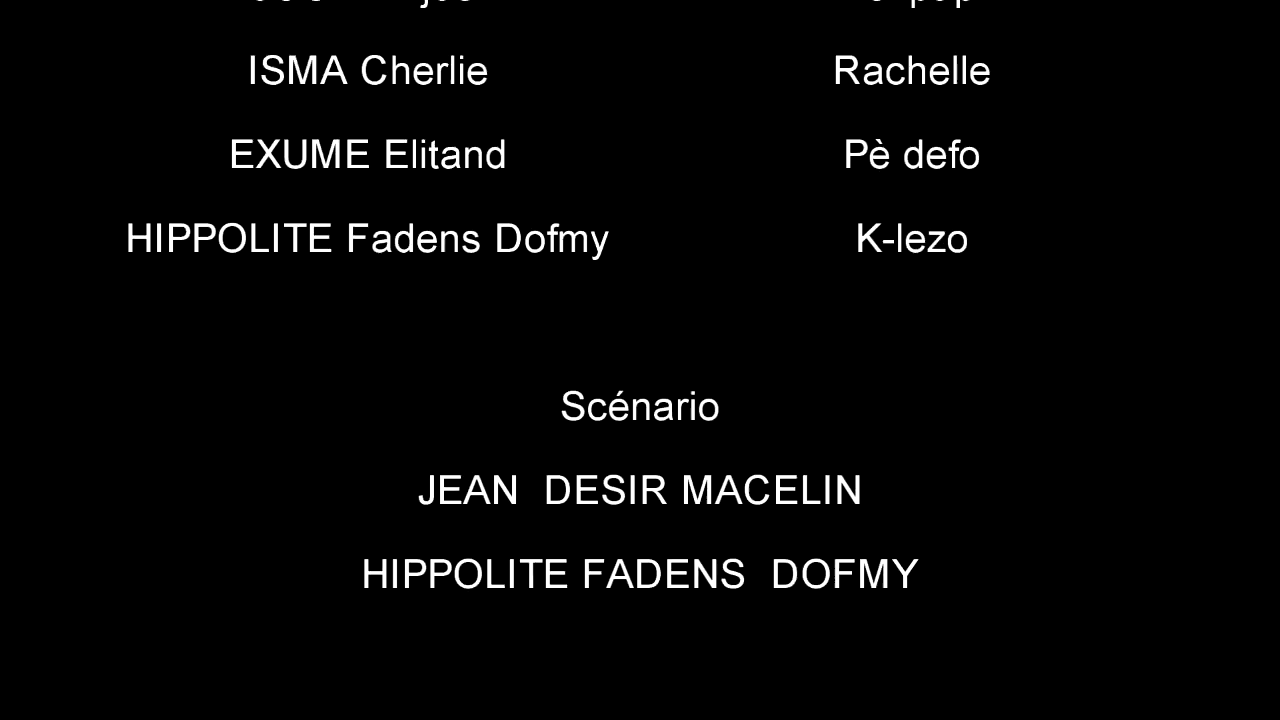 ISMA Cherlie Rachelle
EXUME Elitand Pè defo
HIPPOLITE Fadens Dofmy K-lezo
Scénario
JEAN DESIR MACELIN
HIPPOLITE FADENS DOFMY